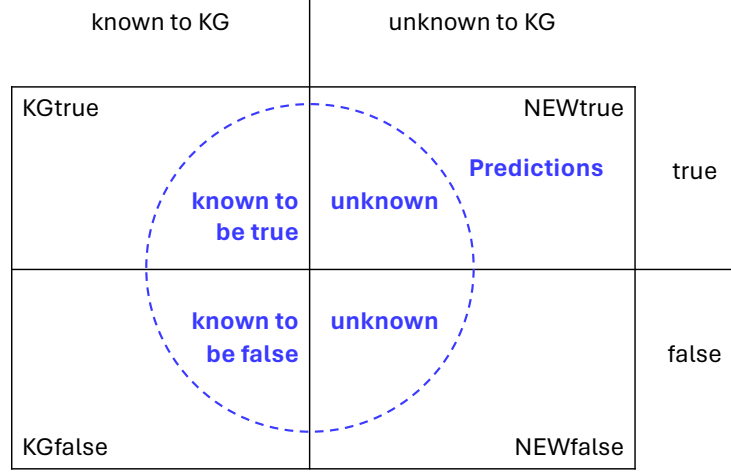 known to KG
unknown to KG
KGtrue
NEWtrue
Predictions
true
known to
be true
unknown
known to
be false
unknown
false
KGfalse
NEWfalse